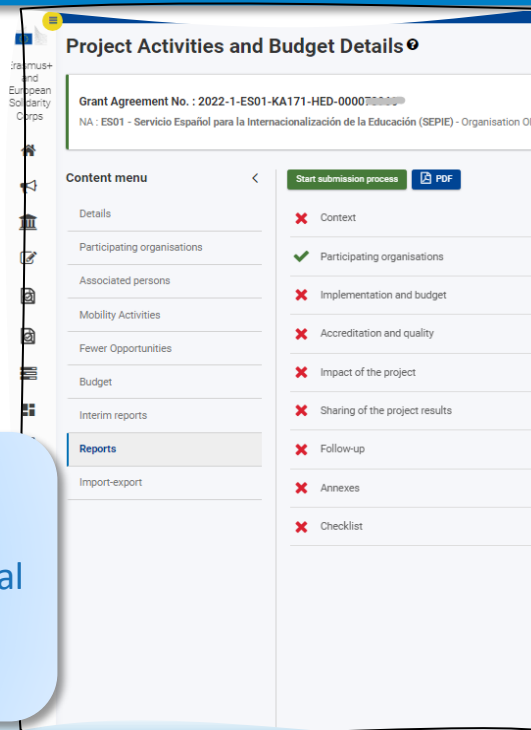 Project Activities and Budget Details
Erasmus+
and
European
Solidarity
Corps
Grant Agreement No. : 2022-1-ES01-KA171-HED-0000
NA : ES01 - Servicio Español para la Internacionalización de la Educación (SEPIE) - Organisation
Content menu
Details
Participating organisations
Associated persons
Mobility Activities
Fewer Opportunities
Budget
Interim reports
Reports
Import-export
Start submission process
PDF
Context
Participating organisations
Implementation and budget
Accreditation and quality
Impact of the project
Sharing of the project results
Follow-up
Annexes
Checklist
al